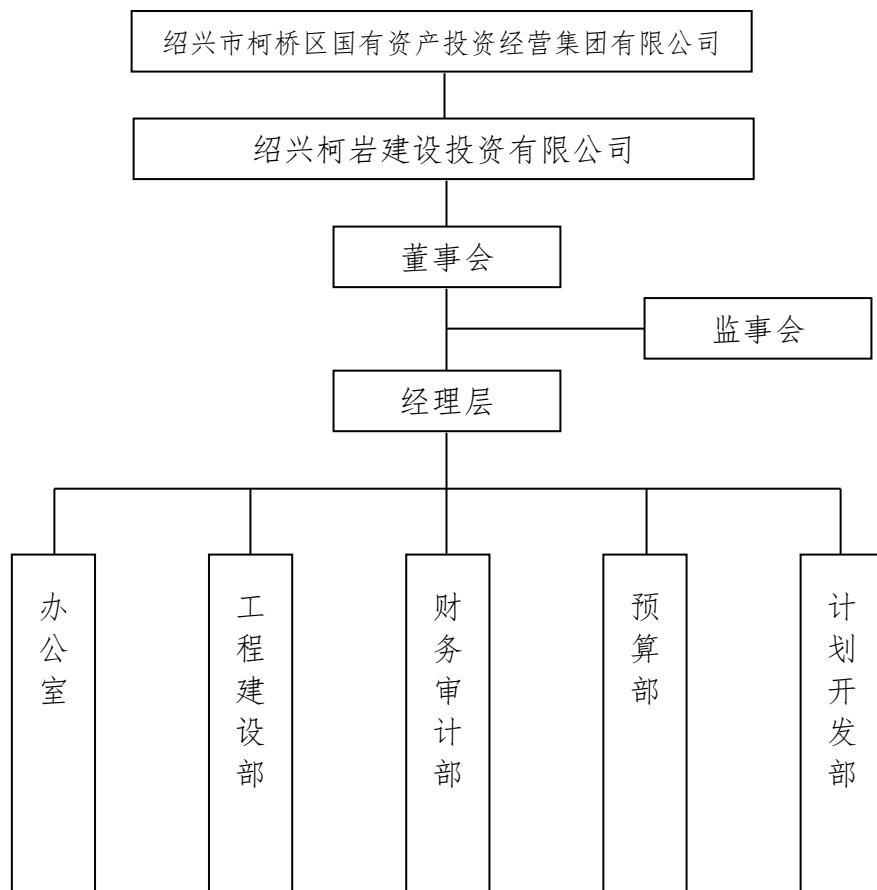 绍兴市柯桥区国有资产投资经营集团有限公司
绍兴柯岩建设投资有限公司
董事会
监事会
经理层
办公室
工程建设部
财务审计部
预算部
计划开发部